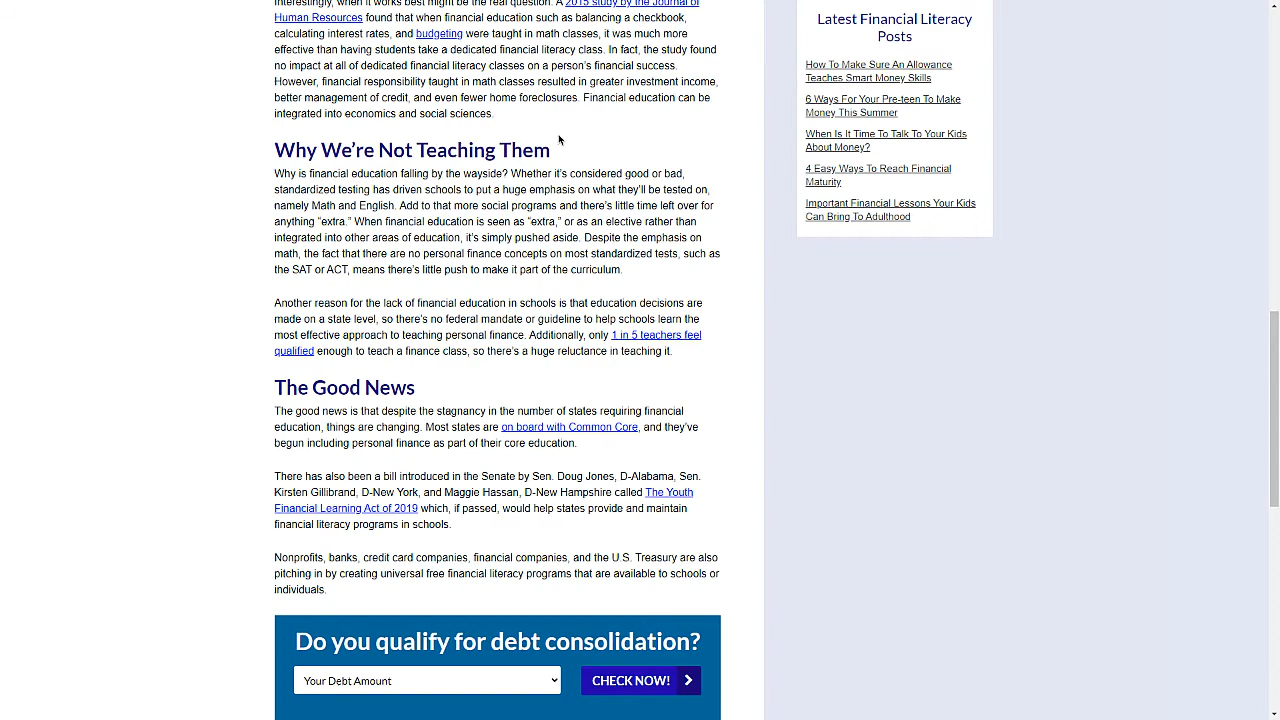 Interestingly, when it works best might be the real question. A 2015 study by the Journal of
Human Resources found that when financial education such as balancing a checkbook,
calculating interest rates, and budgeting were taught in math classes, it was much more
effective than having students take a dedicated financial literacy class. In fact, the study found
no impact at all of dedicated financial literacy classes on a person's financial success.
However, financial responsibility taught in math classes resulted in greater investment income,
better management of credit, and even fewer home foreclosures. Financial education can be
integrated into economics and social sciences.
Why We're Not Teaching Them
Why is financial education falling by the wayside? Whether it's considered good or bad,
standardized testing has driven schools to put a huge emphasis on what they'll be tested on,
namely Math and English. Add to that more social programs and there's little time left over for
anything "extra." When financial education is seen as "extra," or as an elective rather than
integrated into other areas of education, it's simply pushed aside. Despite the emphasis on
math, the fact that there are no personal finance concepts on most standardized tests, such as
the SAT or ACT, means there's little push to make it part of the curriculum.
Another reason for the lack of financial education in schools is that education decisions are
made on a state level, so there's no federal mandate or guideline to help schools learn the
most effective approach to teaching personal finance. Additionally, only 1 in 5 teachers feel
qualified enough to teach a finance class, so there's a huge reluctance in teaching it.
The Good News
The good news is that despite the stagnancy in the number of states requiring financial
education, things are changing. Most states are on board with Common Core, and they've
begun including personal finance as part of their core education.
There has also been a bill introduced in the Senate by Sen. Doug Jones, D-Alabama, Sen.
Kirsten Gillibrand, D-New York, and Maggie Hassan, D-New Hampshire called The Youth
Financial Learning Act of 2019 which, if passed, would help states provide and maintain
financial literacy programs in schools.
Nonprofits, banks, credit card companies, financial companies, and the U.S. Treasury are also
pitching in by creating universal free financial literacy programs that are available to schools or
individuals.
Do you qualify for debt consolidation?
Your Debt Amount
CHECK NOW!
Latest Financial Literacy
Posts
How To Make Sure An Allowance
Teaches Smart Money Skills
6 Ways For Your Pre-teen To Make
Money This Summer
When Is It Time To Talk To Your Kids
About Money?
4 Easy Ways To Reach Financial
Maturity
Important Financial Lessons Your Kids
Can Bring To Adulthood